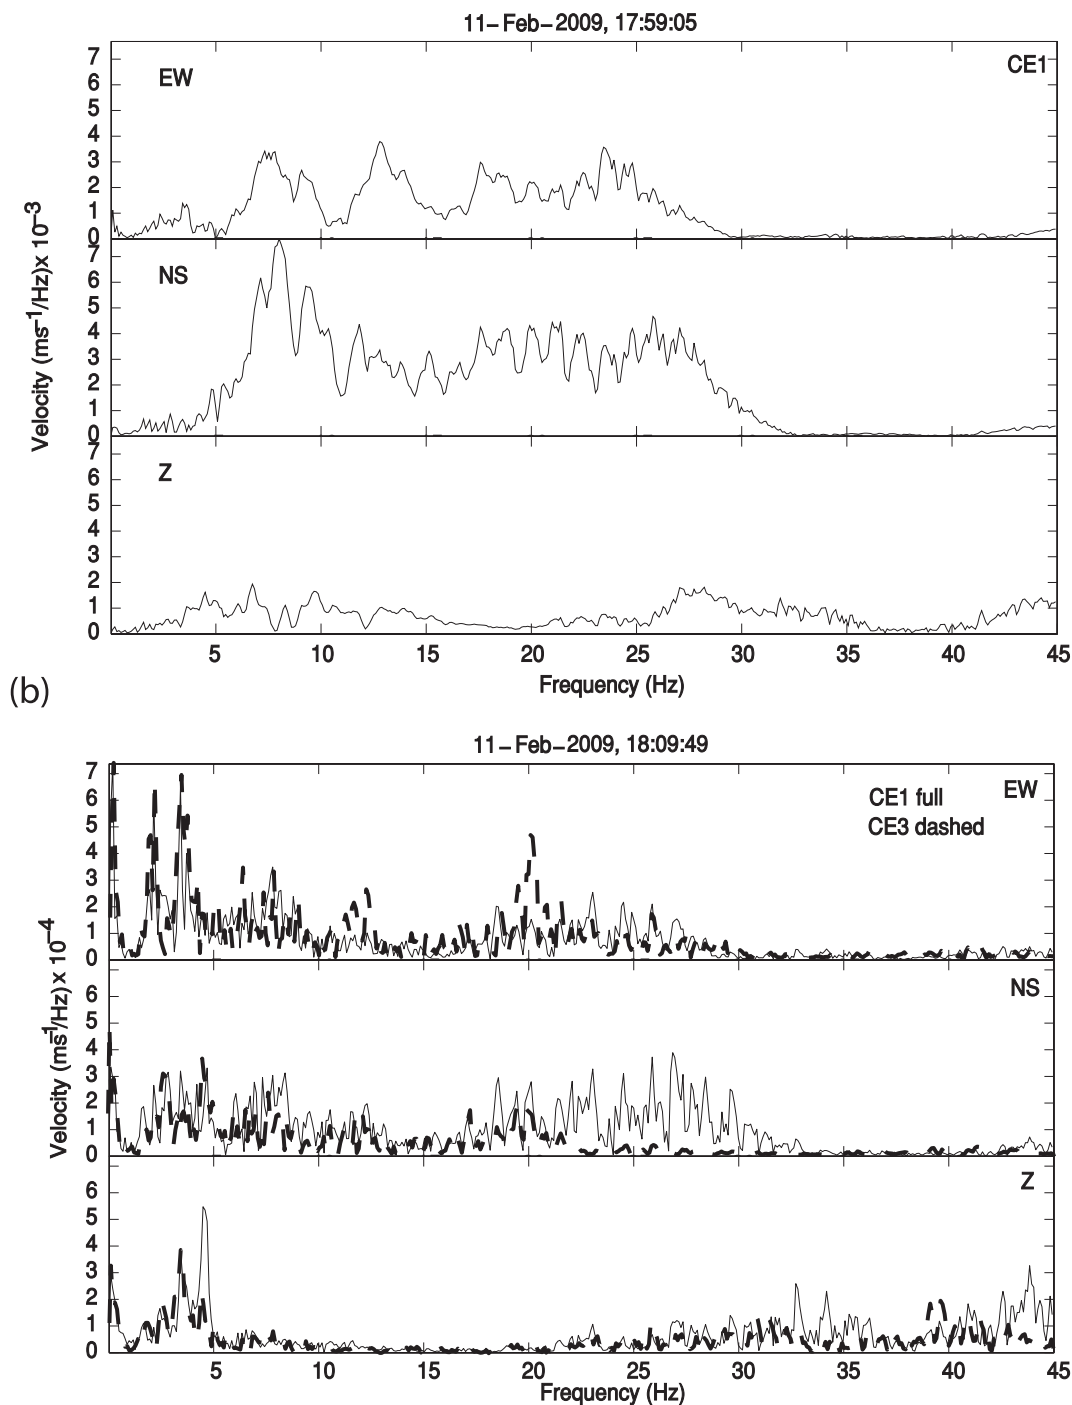 11–Feb–2009, 17:59:05
7
6
5
4
3
2
1
0
EW
CE1
7
6
5
4
3
2
1
0
NS
7
6
5
4
3
2
1
0
Z
Velocity (ms⁻¹/Hz)x 10⁻³
5 10 15 20 25 30 35 40 45
Frequency (Hz)
(b)
11–Feb–2009, 18:09:49
7
6
5
4
3
2
1
0
EW
CE1 full
CE3 dashed
6
5
4
3
2
1
0
NS
6
5
4
3
2
1
0
Z
Velocity (ms⁻¹/Hz) x 10⁻⁴
5 10 15 20 25 30 35 40 45
Frequency (Hz)